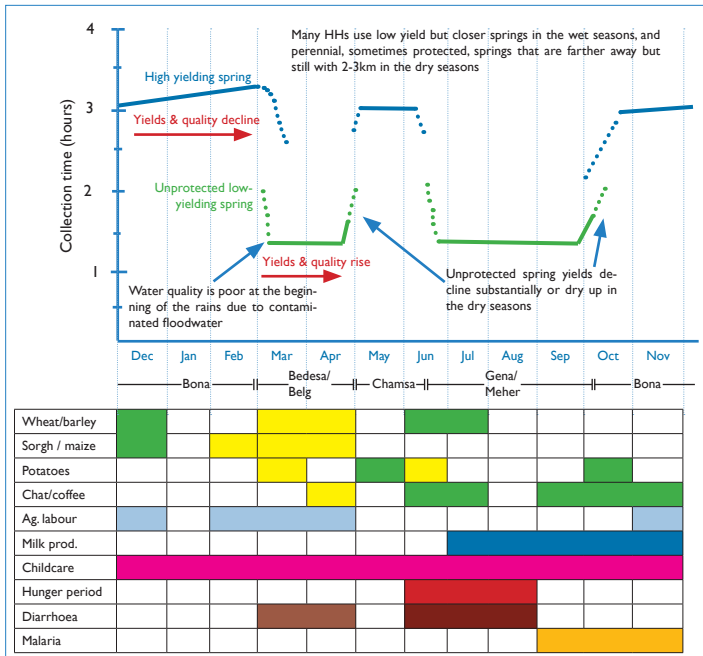 4
Many HHs use low yield but closer springs in the wet seasons, and
perennial, sometimes protected, springs that are farther away but
still with 2-3km in the dry seasons
High yielding spring
3
Yields & quality decline
Collection time (hours)
2
Unprotected low-
yielding spring
Yields & quality rise
1
Unprotected spring yields de-
cline substantially or dry up in
the dry seasons
Water quality is poor at the begin-
ning of the rains due to contami-
nated floodwater
Dec Jan Feb Mar Apr May Jun Jul Aug Sep Oct Nov
Bona
Bedesa/
Belg
Chamsa
Gena/
Meher
Bona
Wheat/barley
Sorgh / maize
Potatoes
Chat/coffee
Ag. labour
Milk prod.
Childcare
Hunger period
Diarrhoea
Malaria